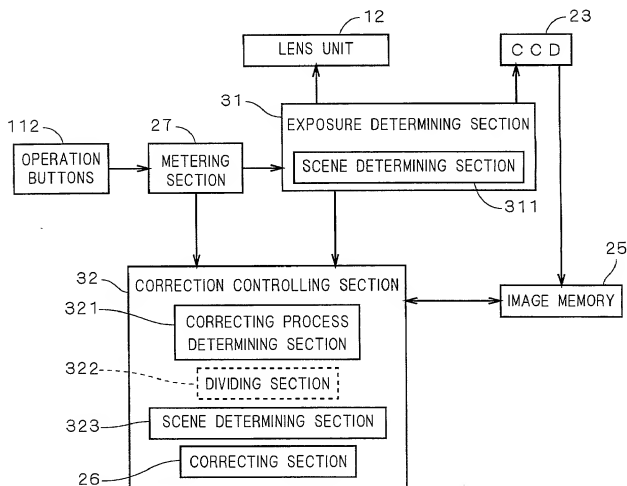 12
LENS UNIT
23
CCD
31
EXPOSURE DETERMINING SECTION
SCENE DETERMINING SECTION
311
112
OPERATION
BUTTONS
27
METERING
SECTION
32
CORRECTION CONTROLLING SECTION
321
CORRECTING PROCESS
DETERMINING SECTION
322
DIVIDING SECTION
323
SCENE DETERMINING SECTION
26
CORRECTING SECTION
25
IMAGE MEMORY